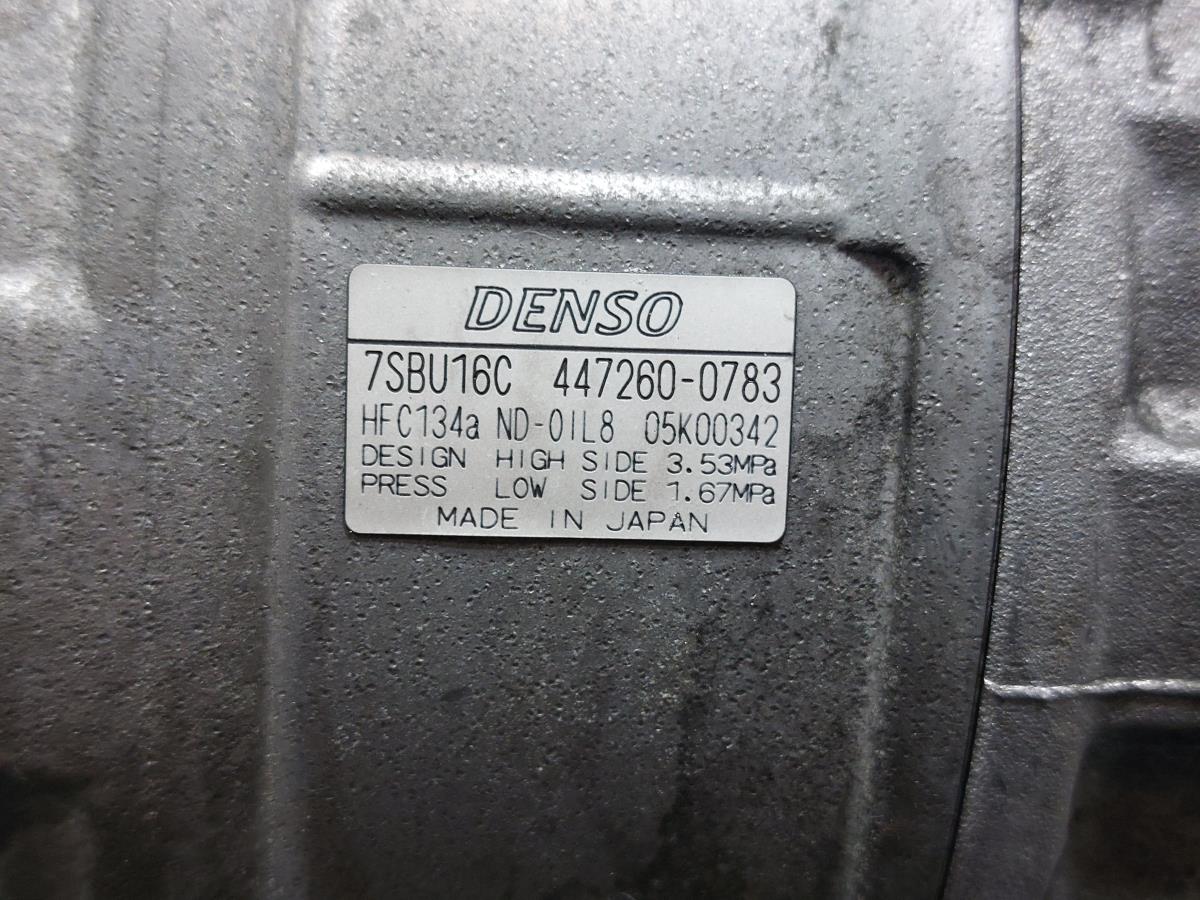 DENSO
7SBU16C 447260-0783
HFC134a ND-OIL8 05K00342
DESIGN HIGH SIDE 3.53MPa
PRESS LOW SIDE 1.67MPa
MADE IN JAPAN